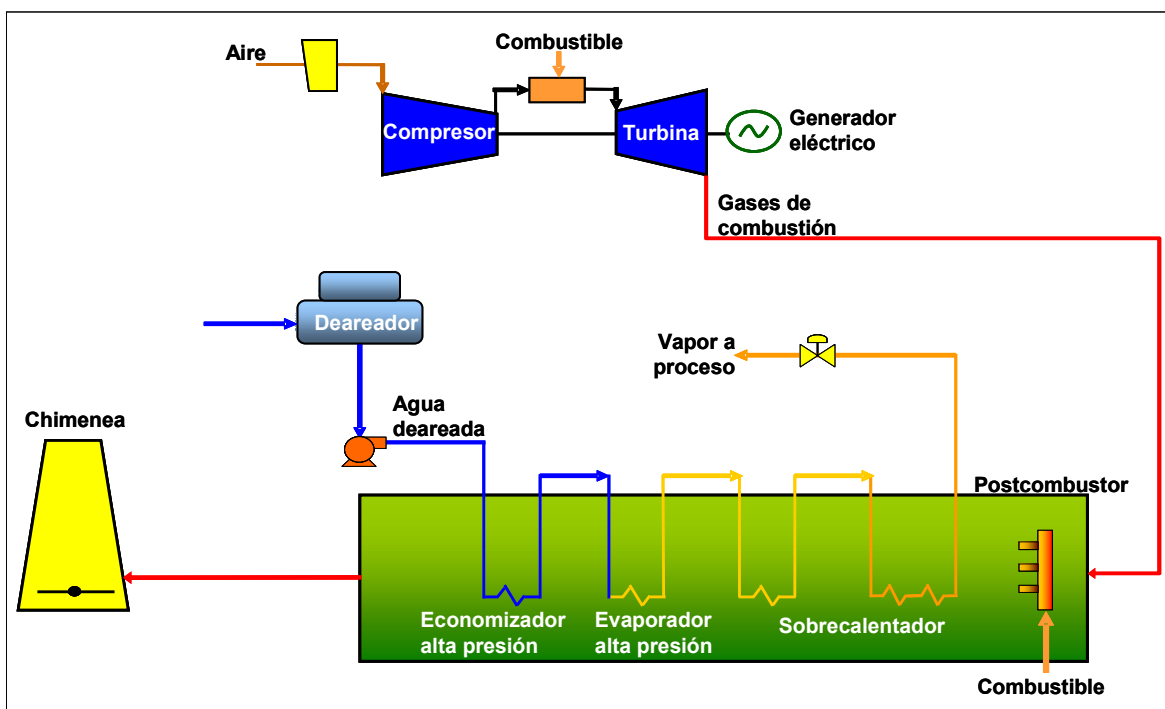 Combustible
Aire
Compresor
Turbina
Generador
eléctrico
Gases de
combustión
Deareador
Vapor a
proceso
Agua
deareada
Chimenea
Postcombustor
Economizador
alta presión
Evaporador
alta presión
Sobrecalentador
Combustible